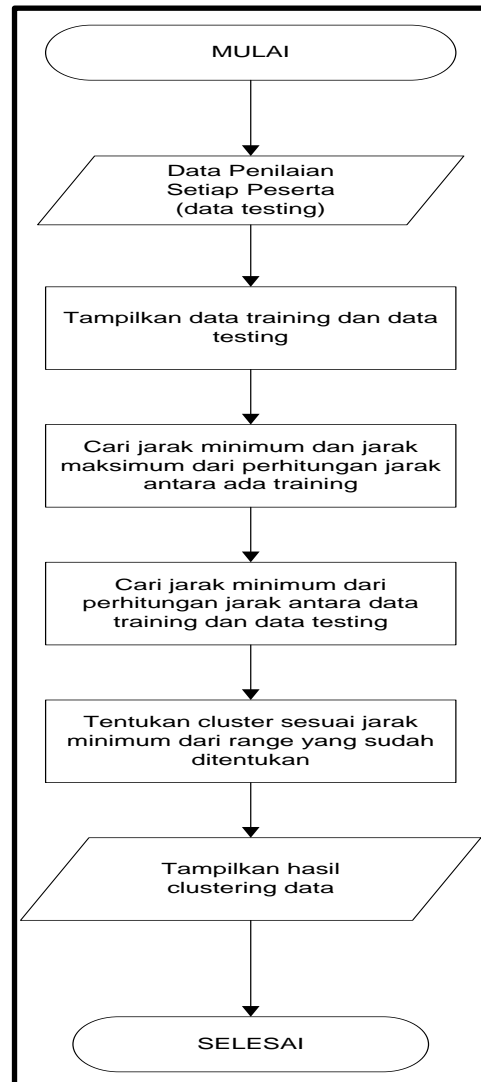 MULAI
Data Penilaian
Setiap Peserta
(data testing)
Tampilkan data training dan data
testing
Cari jarak minimum dan jarak
maksimum dari perhitungan jarak
antara ada training
Cari jarak minimum dari
perhitungan jarak antara data
training dan data testing
Tentukan cluster sesuai jarak
minimum dari range yang sudah
ditentukan
Tampilkan hasil
clustering data
SELESAI